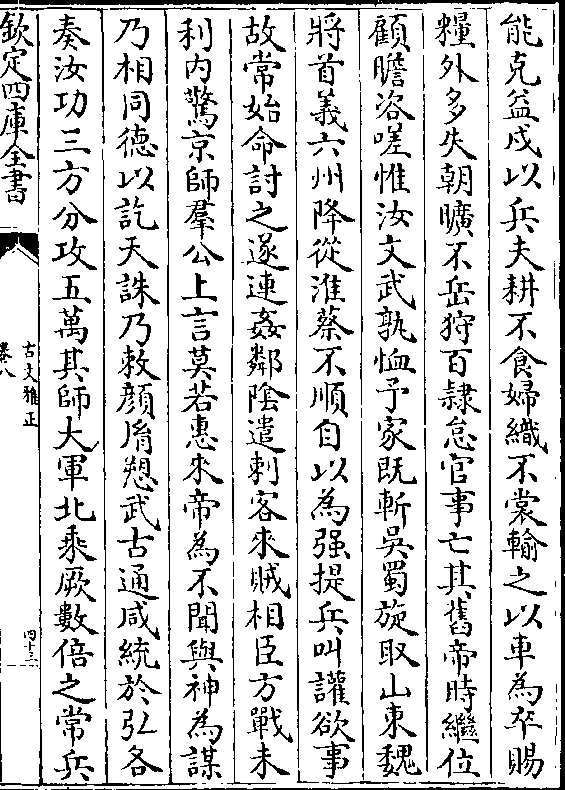 能克益戍以兵夫耕不食婦織不裳輸之以車為卒賜
糧外多失朝曠不岳狩百隷怠官事亡其舊帝時繼位
顧瞻咨嗟惟汝文武孰恤予家既斬吳蜀旋取山東魏
將首義六州降從淮蔡不順自以為强提兵叫讙欲事
故常始命討之遂連姦鄰隂遣刺客來賊相臣方戰未
利内驚京師羣公上言莫若惠來帝為不聞與神為謀
乃相同德以訖天誅乃敕顔𦙍愬武古通咸統於弘各
奏汝功三方分攻五萬其師大軍北乘厥數倍之常兵
欽定四庫全書
古文雅正
卷八
四十三